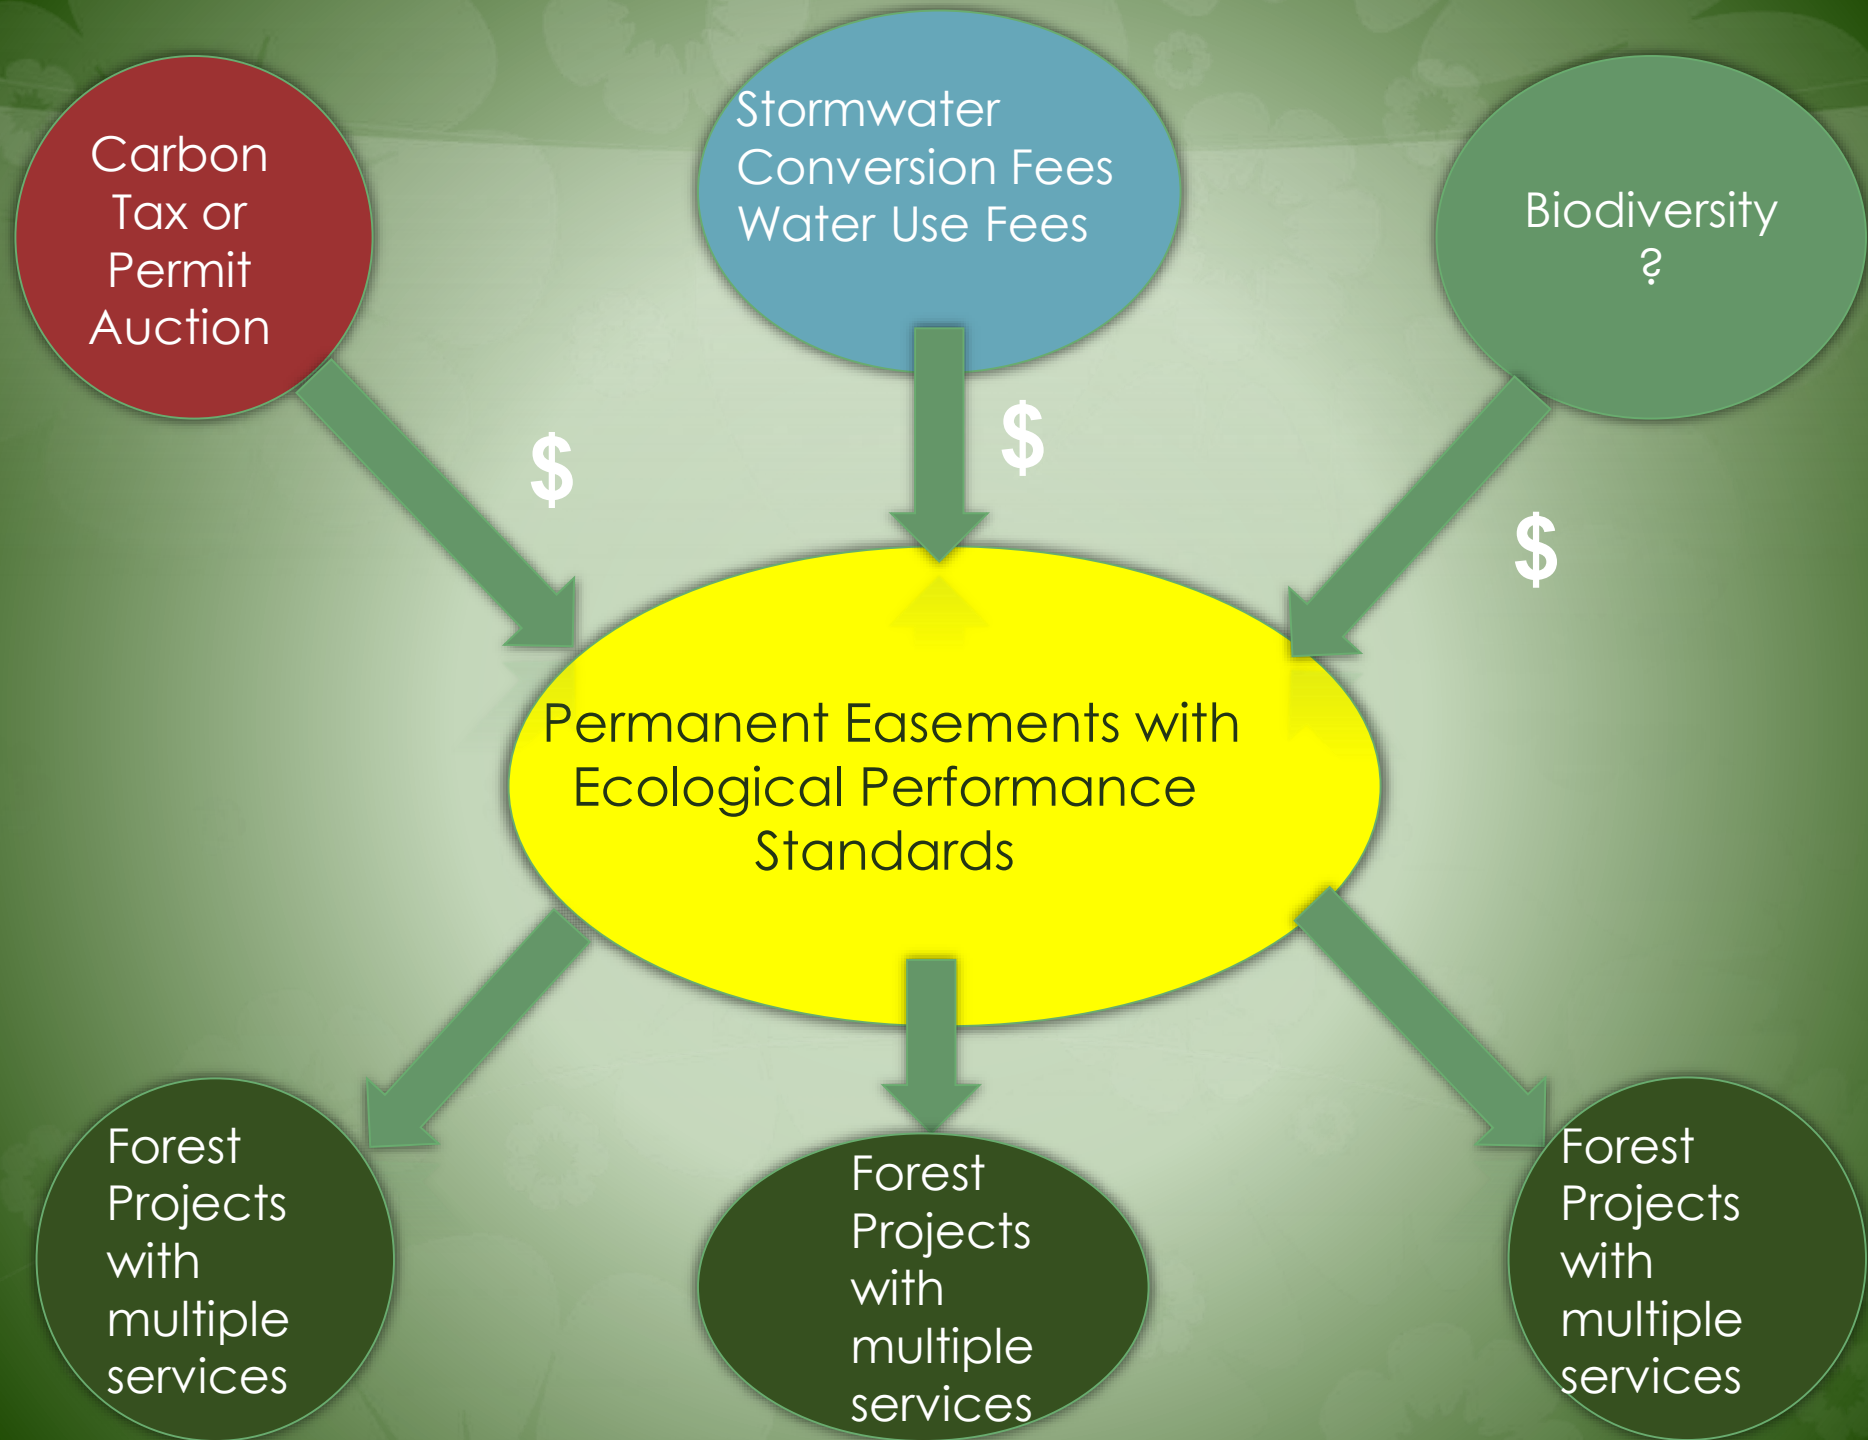 Carbon
Tax or
Permit
Auction
Stormwater
Conversion Fees
Water Use Fees
Biodiversity
?
$
$
$
Permanent Easements with
Ecological Performance
Standards
Forest
Projects
with
multiple
services
Forest
Projects
with
multiple
services
Forest
Projects
with
multiple
services